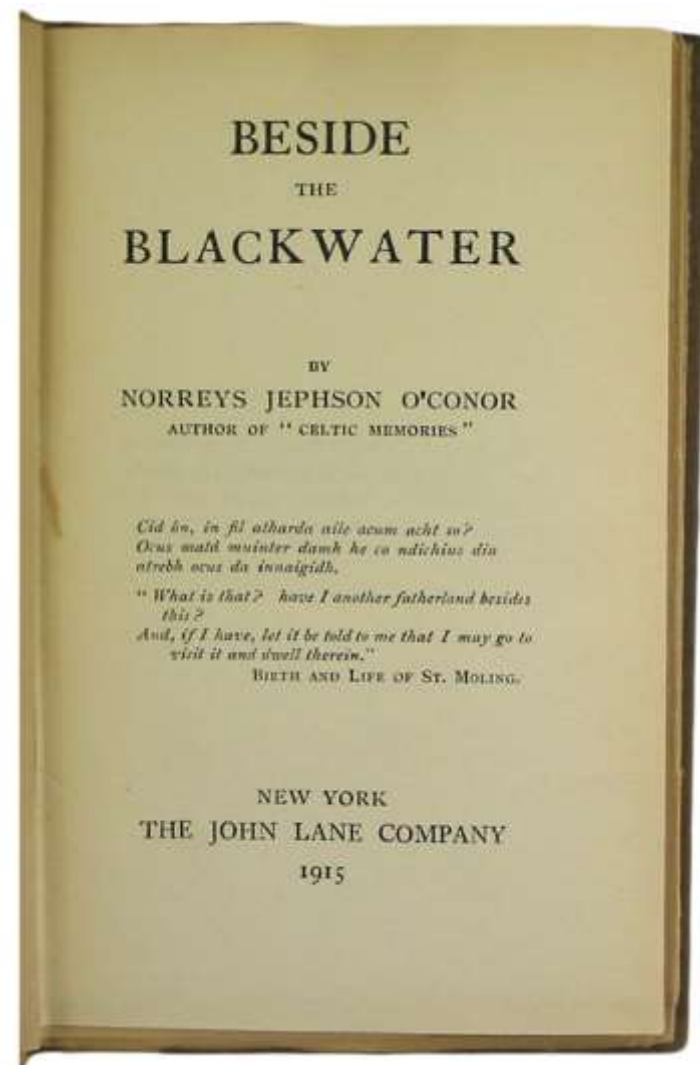 BESIDE
THE
BLACKWATER
BY
NORREYS JEPHSON O'CONOR
AUTHOR OF "CELTIC MEMORIES"
Cid ón, in fil atharda aile acum acht so?
Ocus matá muinter damh he co ndichius dia
atrebh ocus da innaigidh.
"What is that? have I another fatherland besides
this?
And, if I have, let it be told to me that I may go to
visit it and dwell therein."
BIRTH AND LIFE OF ST. MOLING.
NEW YORK
THE JOHN LANE COMPANY
1915